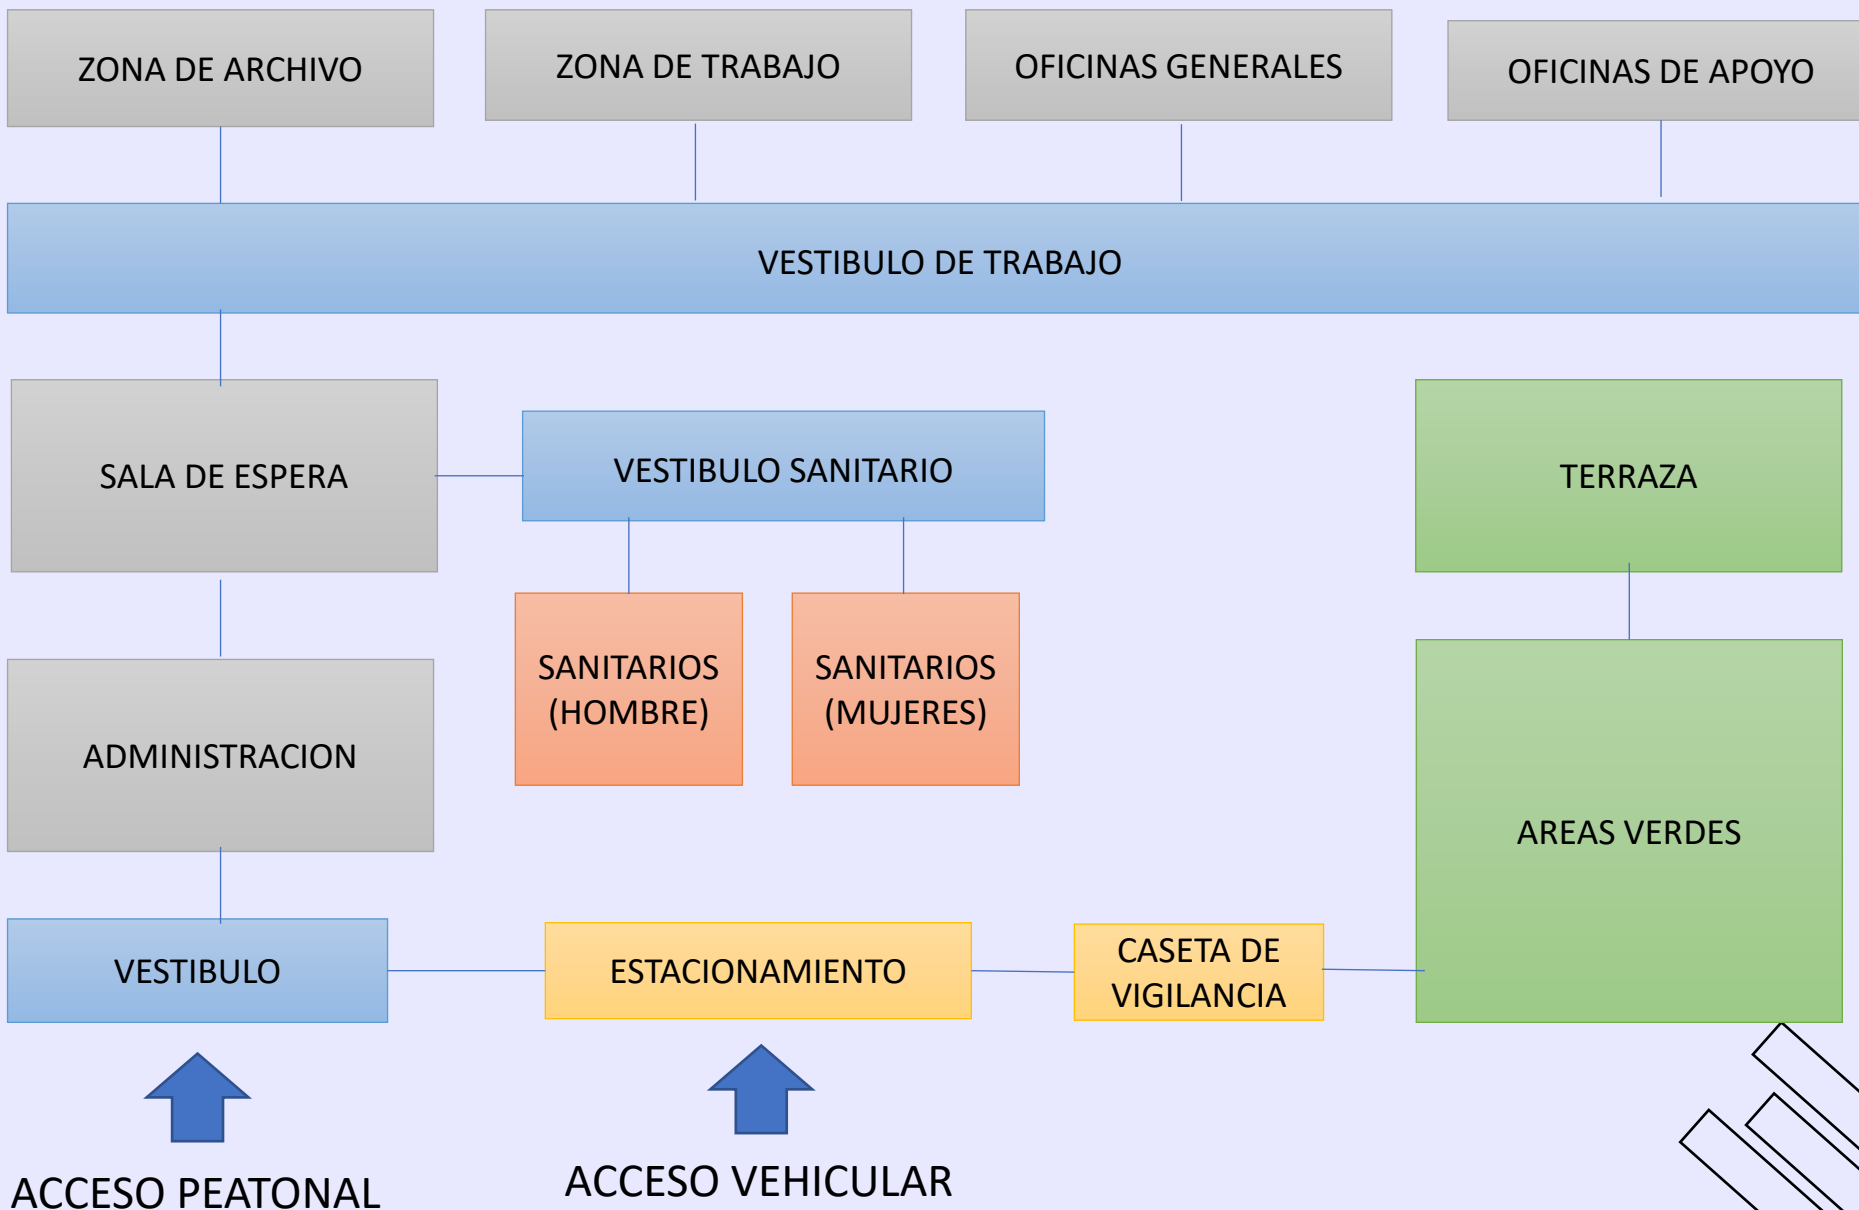 ZONA DE ARCHIVO
ZONA DE TRABAJO
OFICINAS GENERALES
OFICINAS DE APOYO
VESTIBULO DE TRABAJO
SALA DE ESPERA
VESTIBULO SANITARIO
TERRAZA
SANITARIOS
(HOMBRE)
SANITARIOS
(MUJERES)
ADMINISTRACION
AREAS VERDES
VESTIBULO
ESTACIONAMIENTO
CASETA DE
VIGILANCIA
ACCESO PEATONAL
ACCESO VEHICULAR